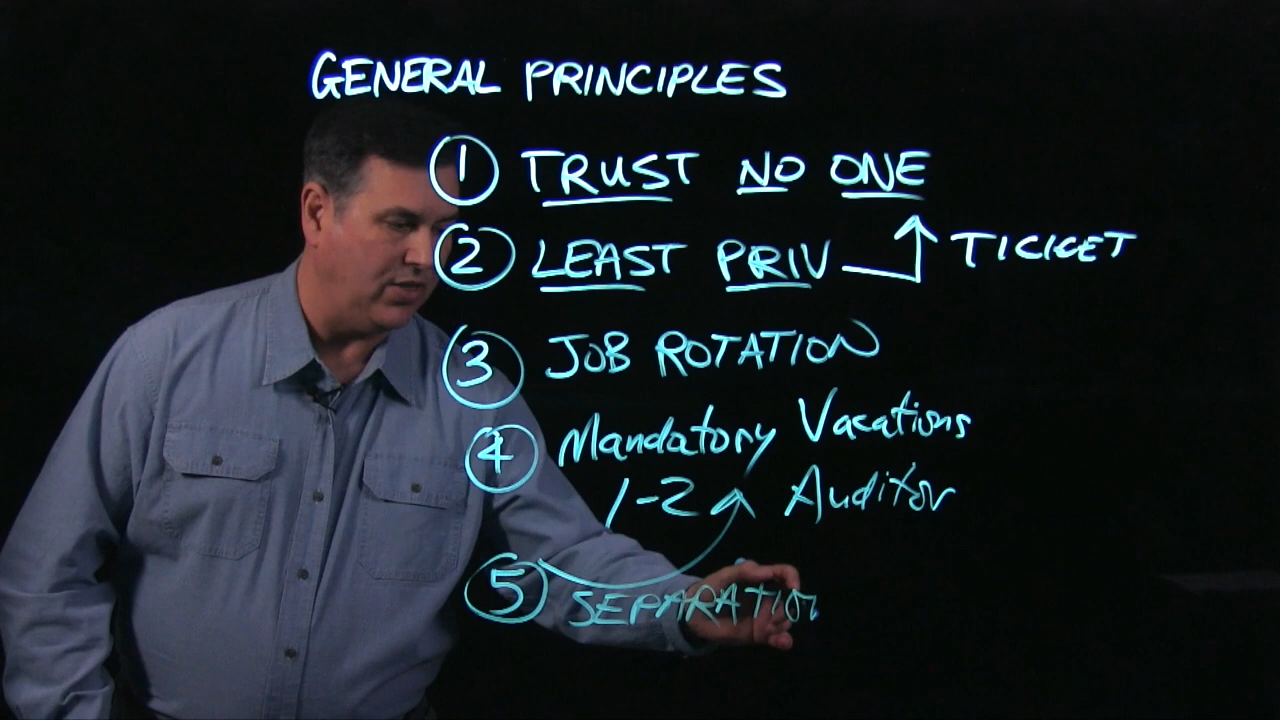 GENERAL PRINCIPLES
1 TRUST NO ONE
2 LEAST PRIV TICKET
3 JOB ROTATION
4 Mandatory Vacations
1-2 Auditor
5 SEPARATION